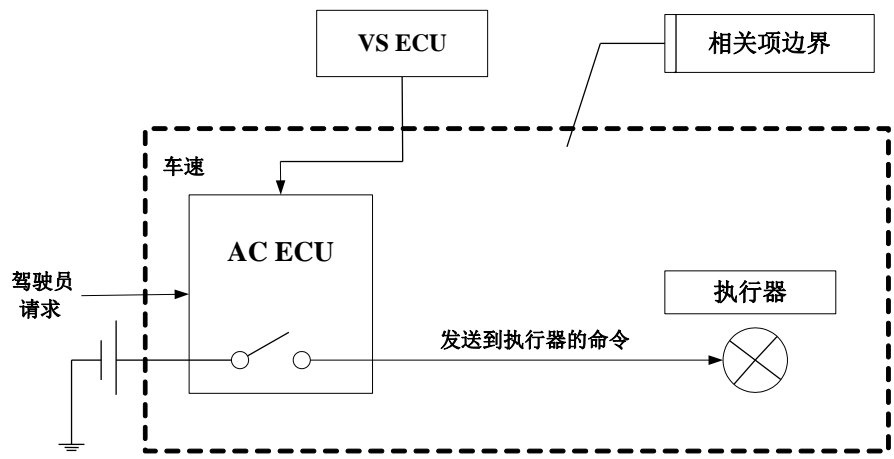 VS ECU
相关项边界
车速
AC ECU
驾驶员
请求
执行器
发送到执行器的命令